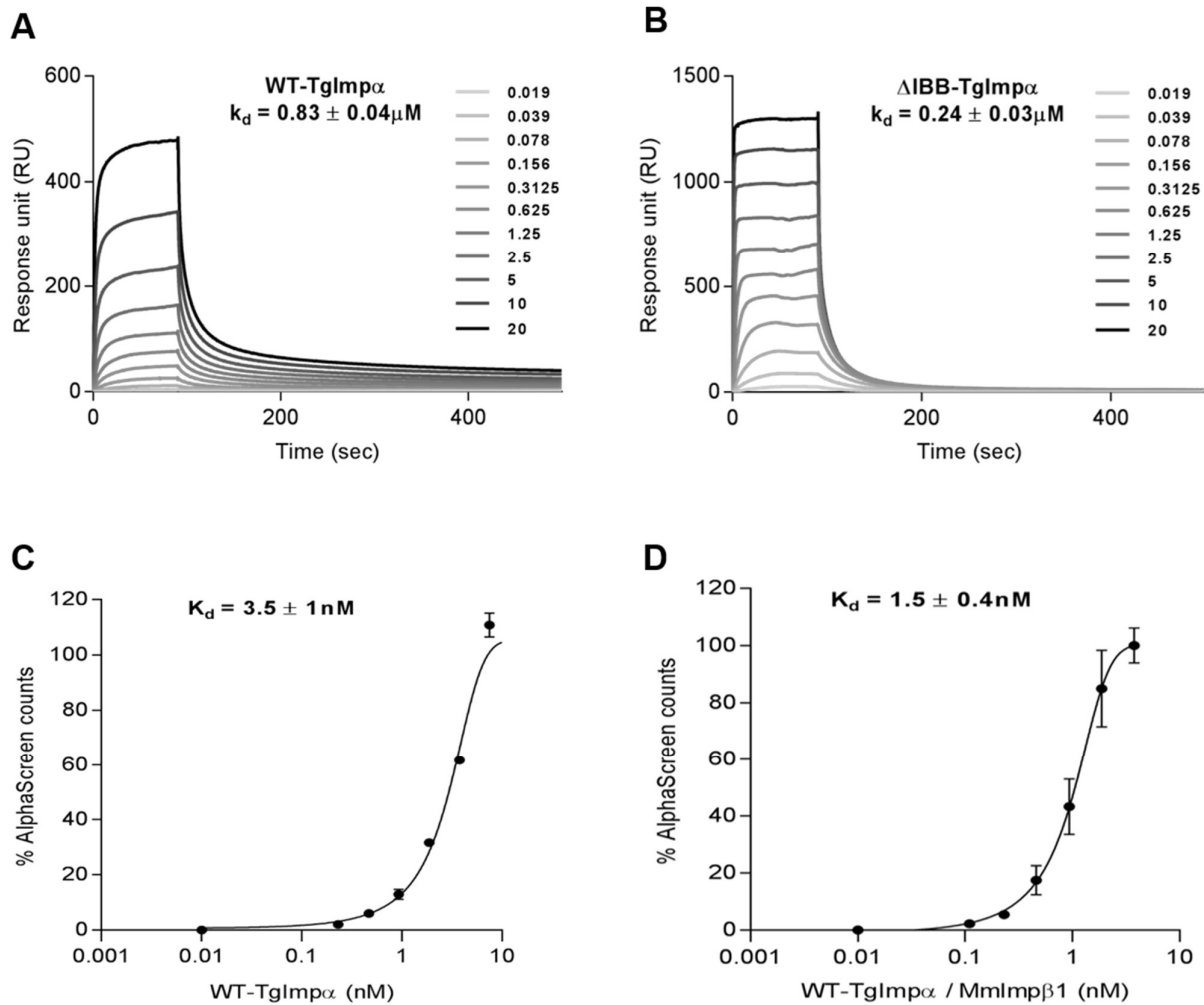 A
WT-TgImpα
k_d = 0.83 ± 0.04μM
600
400
200
0
Response unit (RU)
0 200 400
Time (sec)
0.019
0.039
0.078
0.156
0.3125
0.625
1.25
2.5
5
10
20
B
ΔIBB-TgImpα
k_d = 0.24 ± 0.03μM
1500
1000
500
0
Response unit (RU)
0 200 400
Time (sec)
0.019
0.039
0.078
0.156
0.3125
0.625
1.25
2.5
5
10
20
C
K_d = 3.5 ± 1nM
120
100
80
60
40
20
0
% AlphaScreen counts
0.001 0.01 0.1 1 10
WT-TgImpα (nM)
D
K_d = 1.5 ± 0.4nM
120
100
80
60
40
20
0
% AlphaScreen counts
0.001 0.01 0.1 1 10
WT-TgImpα / MmImpβ1 (nM)